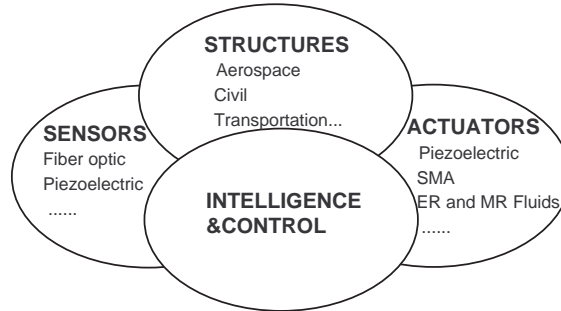 STRUCTURES
Aerospace
Civil
Transportation...
SENSORS
Fiber optic
Piezoelectric
......
ACTUATORS
Piezoelectric
SMA
ER and MR Fluids
......
INTELLIGENCE
&CONTROL